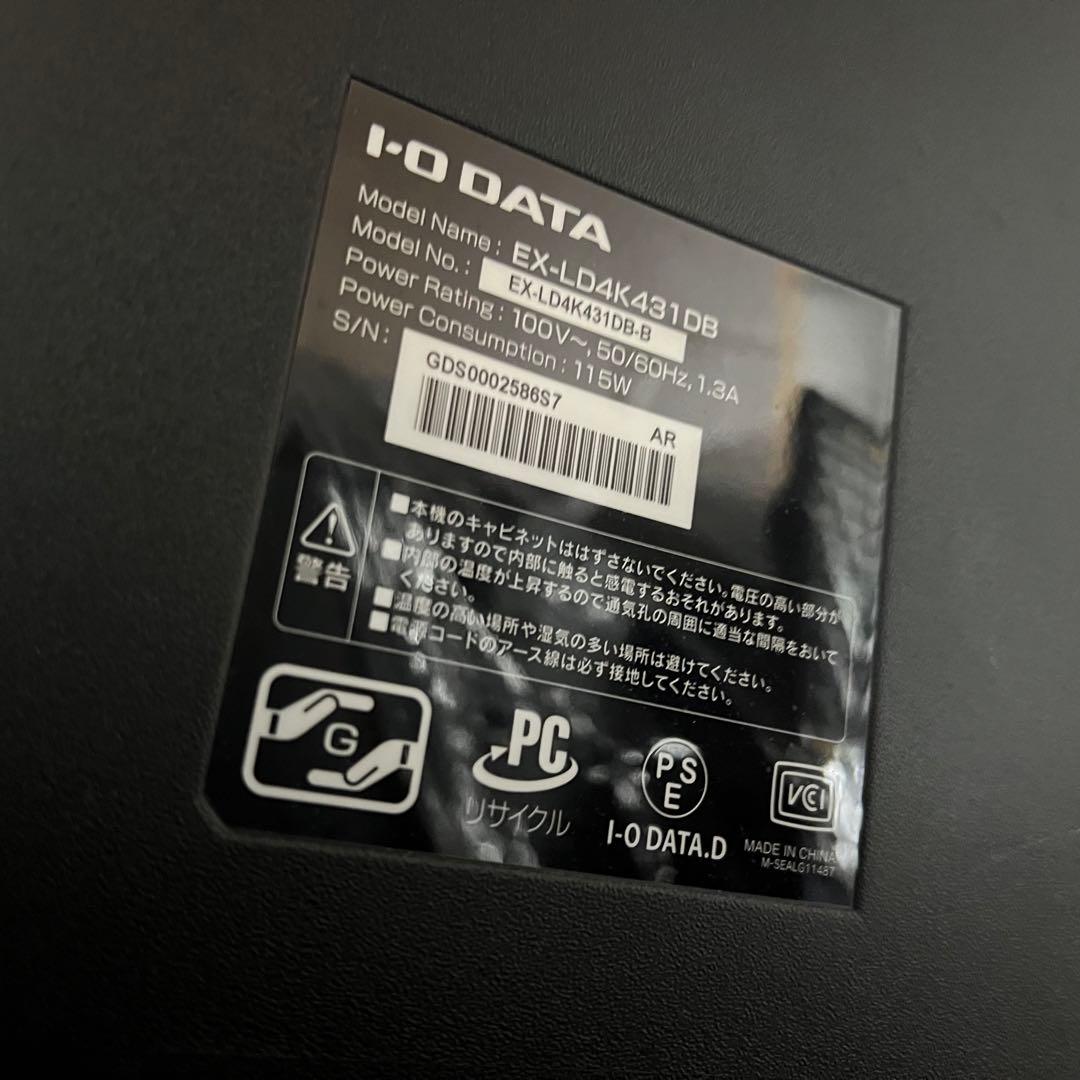 I-O DATA
Model Name: EX-LD4K431DB
Model No.: EX-LD4K431DB-B
Power Rating: 100V~, 50/60Hz, 1.3A
Power Consumption: 115W
S/N: GDS0002586S7
AR
警告
■本機のキャビネットははずさないでください。電圧の高い部分が
ありますので内部に触ると感電するおそれがあります。
■内部の温度が上昇するので通気孔の周囲に適当な間隔をおいて
ください。
■温度の高い場所や湿気の多い場所は避けてください。
■電源コードのアース線は必ず接地してください。
G
PC
リサイクル
PS
E
I-O DATA.D
VCI
MADE IN CHINA
M-SEALG11487